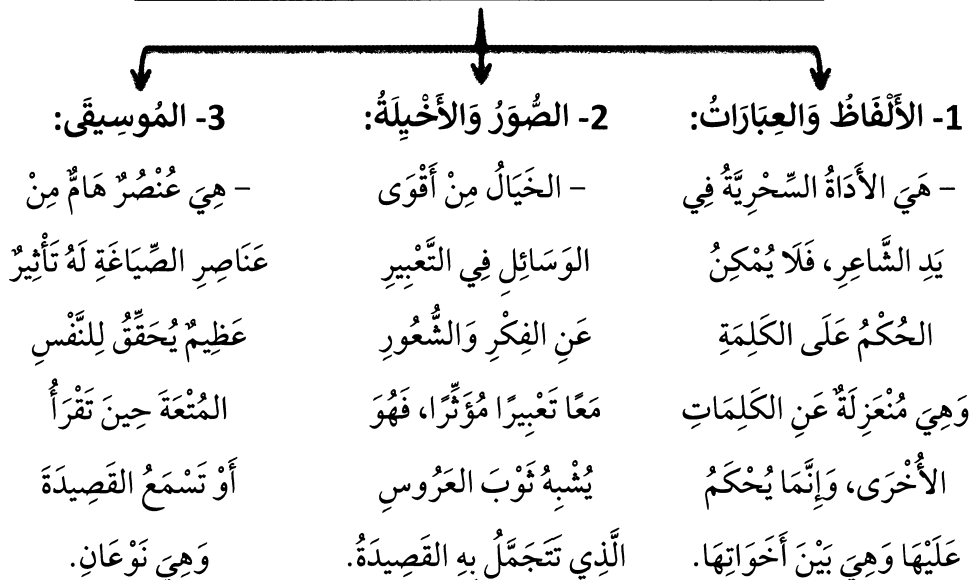 1- الأَلْفَاظُ وَالعِبَارَاتُ:
– هَيَ الأَدَاةُ السِّحْرِيَّةُ فِي
يَدِ الشَّاعِرِ، فَلَا يُمْكِنُ
الحُكْمُ عَلَى الكَلِمَةِ
وَهِيَ مُنْعَزِلَةٌ عَنِ الكَلِمَاتِ
الأُخْرَى، وَإِنَّمَا يُحْكَمُ
عَلَيْهَا وَهِيَ بَيْنَ أَخَوَاتِهَا.
2- الصُّوَرُ وَالأَخْيِلَةُ:
– الخَيَالُ مِنْ أَقْوَى
الوَسَائِلِ فِي التَّعْبِيرِ
عَنِ الفِكْرِ وَالشُّعُورِ
مَعًا تَعْبِيرًا مُؤَثِّرًا، فَهُوَ
يُشْبِهُ ثَوْبَ العَرُوسِ
الَّذِي تَتَجَمَّلُ بِهِ القَصِيدَةُ.
3- المُوسِيقَى:
– هِيَ عُنْصُرٌ هَامٌّ مِنْ
عَنَاصِرِ الصِّيَاغَةِ لَهُ تَأْثِيرٌ
عَظِيمٌ يُحَقِّقُ لِلنَّفْسِ
المُتْعَةَ حِينَ تَقْرَأُ
أَوْ تَسْمَعُ القَصِيدَةَ
وَهِيَ نَوْعَانِ.